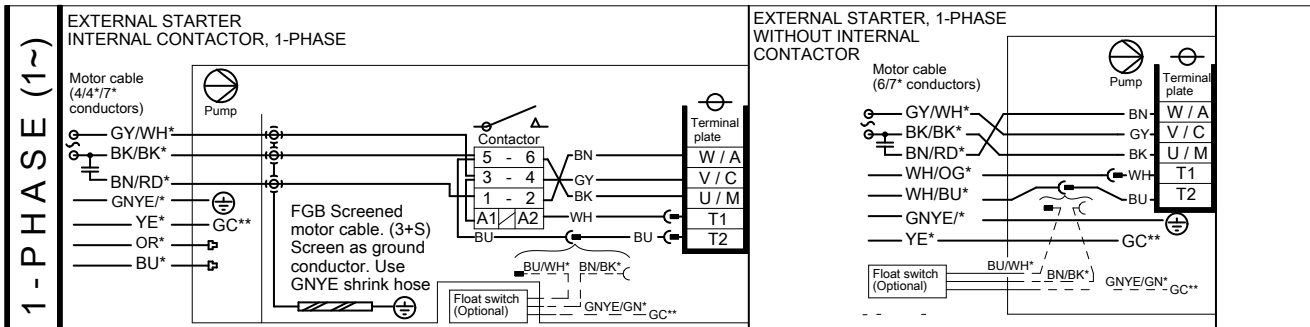 1 - PHASE (1~)
EXTERNAL STARTER
INTERNAL CONTACTOR, 1-PHASE
Motor cable
(4/4*/7*
conductors)
Pump
GY/WH*
BK/BK*
BN/RD*
GNYE/*
YE*
GC**
OR*
BU*
FGB Screened
motor cable. (3+S)
Screen as ground
conductor. Use
GNYE shrink hose
Contactor
5 - 6
3 - 4
1 - 2
A1 A2
BN
GY
BK
WH
BU
BU
Terminal
plate
W / A
V / C
U / M
T1
T2
BU/WH*
BN/BK*
Float switch
(Optional)
GNYE/GN*
GC**
EXTERNAL STARTER, 1-PHASE
WITHOUT INTERNAL
CONTACTOR
Motor cable
(6/7* conductors)
Pump
GY/WH*
BK/BK*
BN/RD*
WH/OG*
WH/BU*
GNYE/*
YE*
GC**
BN
GY
BK
WH
BU
Terminal
plate
W / A
V / C
U / M
T1
T2
BU/WH*
BN/BK*
Float switch
(Optional)
GNYE/GN*
GC**